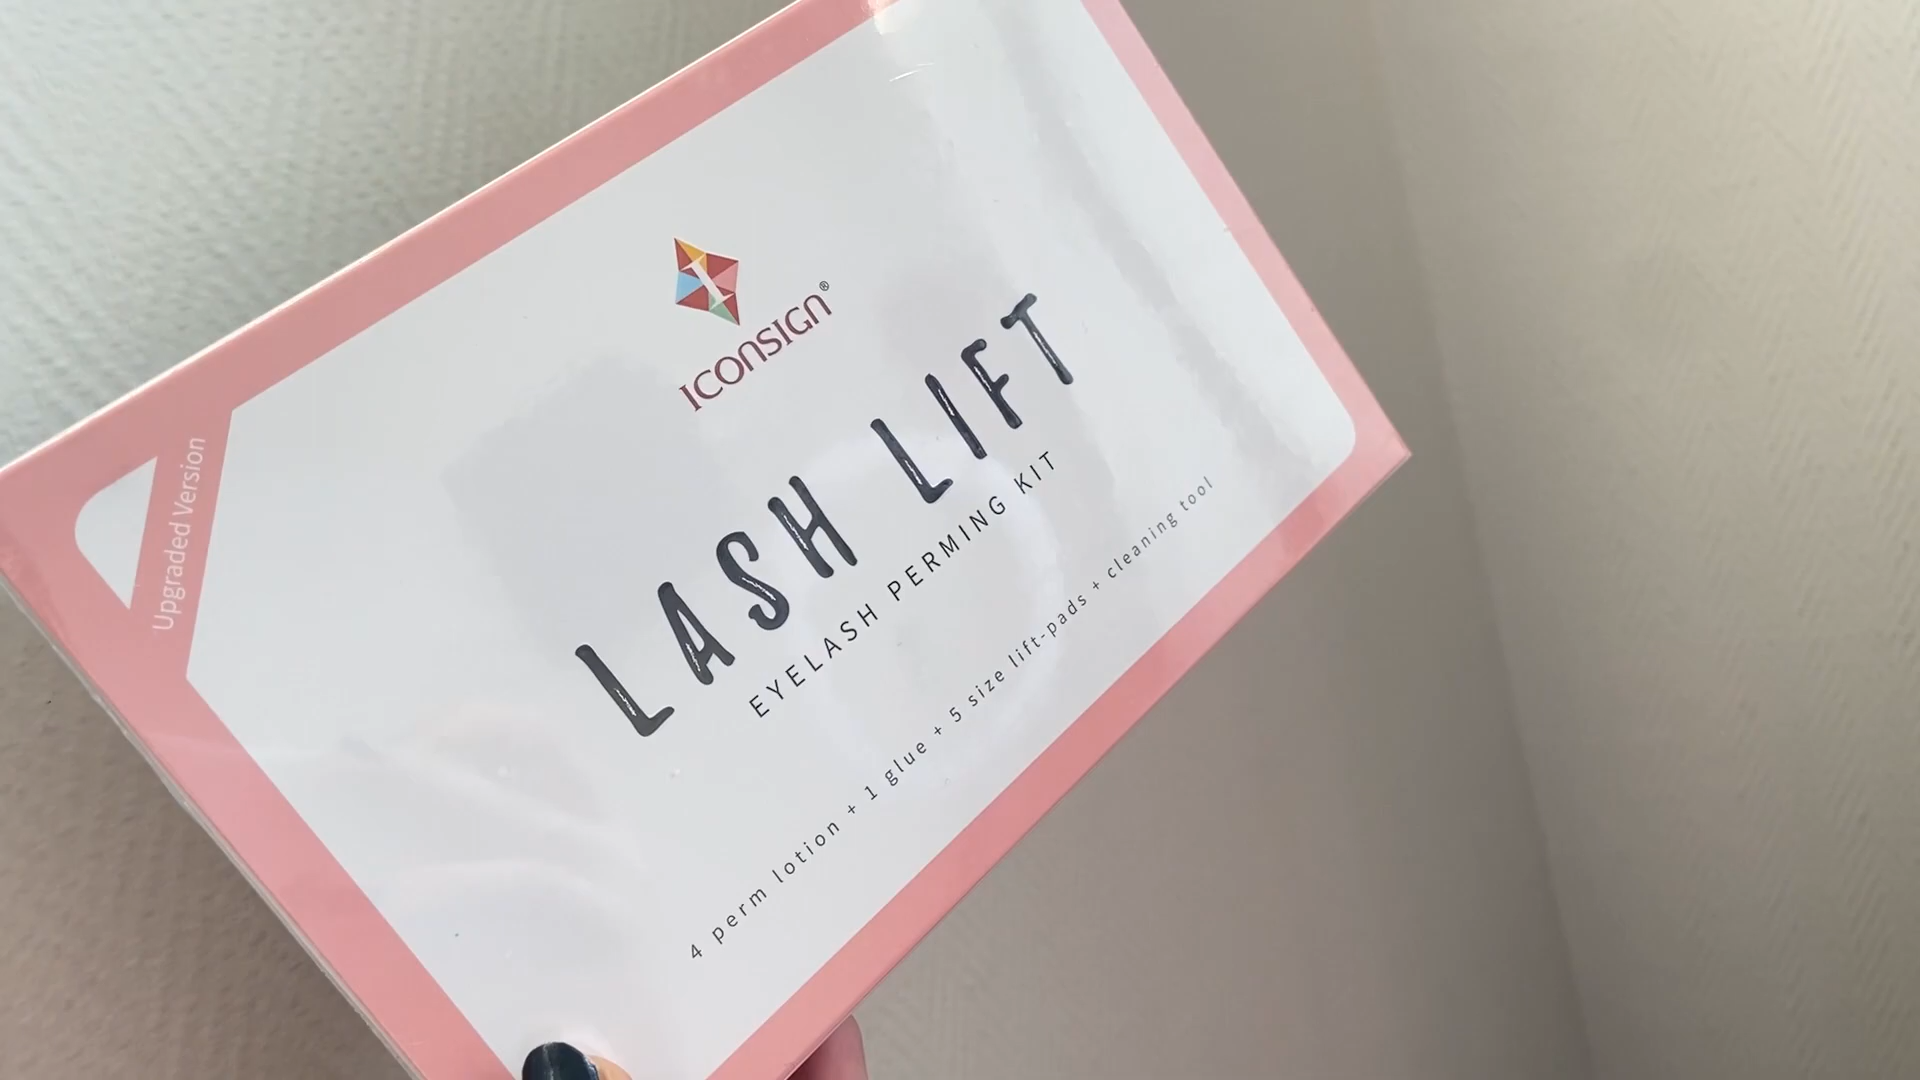 ICONSIGN®
LASH LIFT
EYELASH PERMING KIT
4 perm lotion + 1 glue + 5 size lift-pads + cleaning tool
Upgraded Version